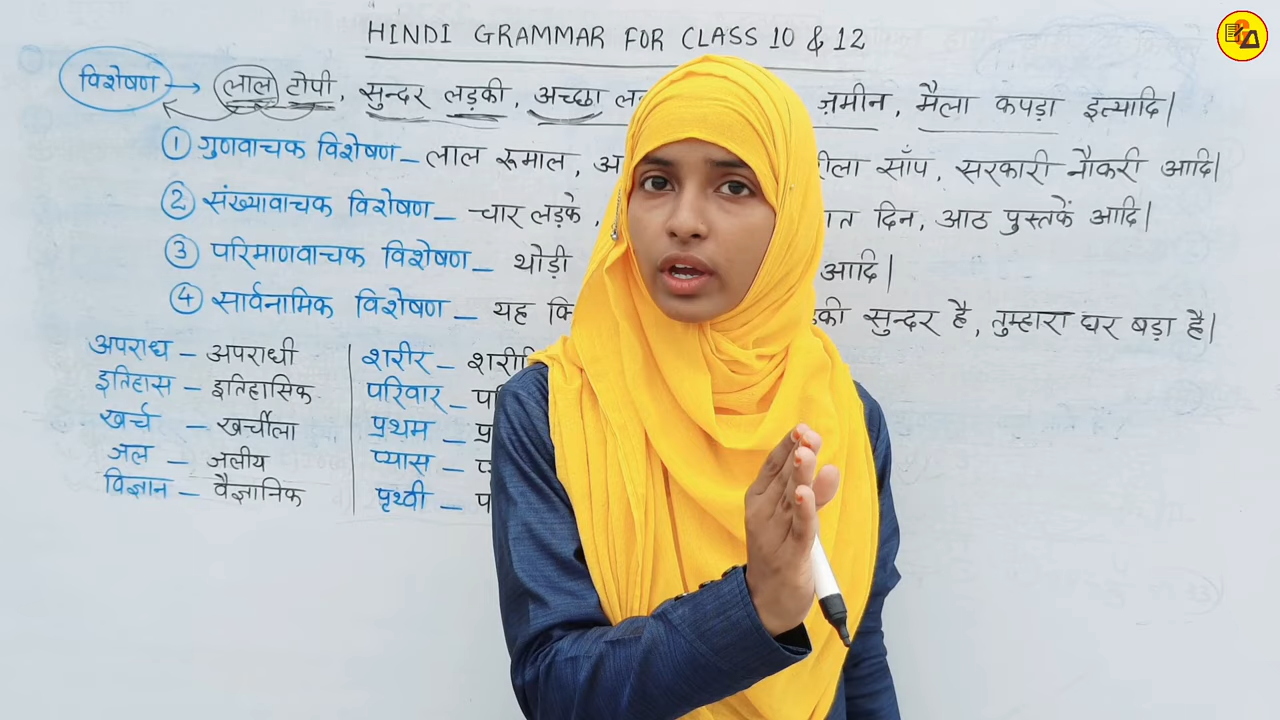 HINDI GRAMMAR FOR CLASS 10 & 12
विशेषण → लाल टोपी, सुन्दर लड़की, अच्छा ज़मीन, मैला कपड़ा इत्यादि|
① गुणवाचक विशेषण – लाल रूमाल, साँप, सरकारी नौकरी आदि|
② संख्यावाचक विशेषण – चार लड़के, दिन, आठ पुस्तकें आदि|
③ परिमाणवाचक विशेषण – थोड़ी आदि|
④ सार्वनामिक विशेषण – यह सुन्दर है, तुम्हारा घर बड़ा है|
अपराध – अपराधी
इतिहास – इतिहासिक
खर्च – खर्चीला
जल – जलीय
विज्ञान – वैज्ञानिक
शरीर –
परिवार –
प्रथम –
प्यास –
पृथ्वी –